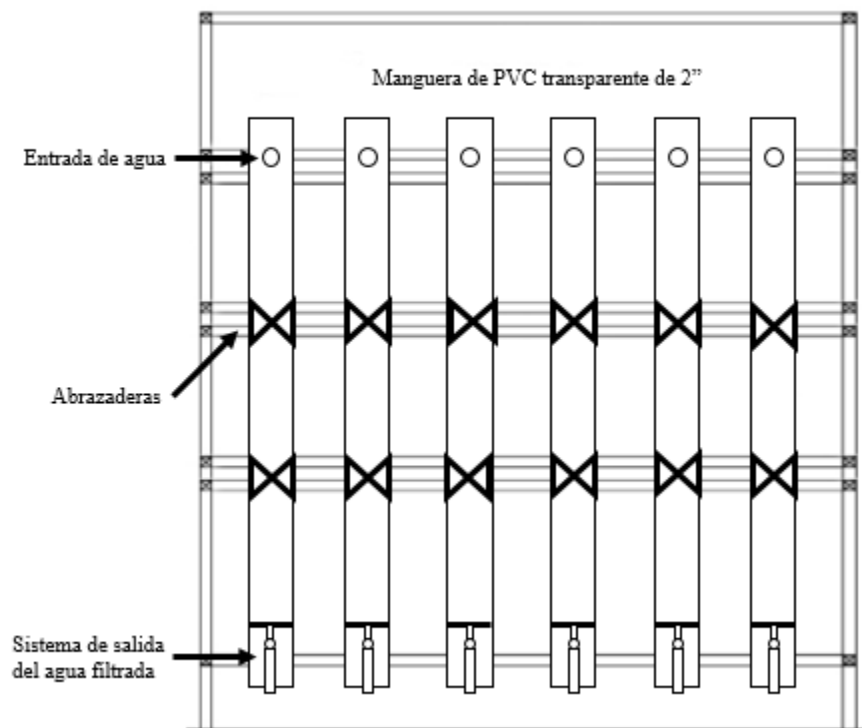 Manguera de PVC transparente de 2”
Entrada de agua
Abrazaderas
Sistema de salida
del agua filtrada